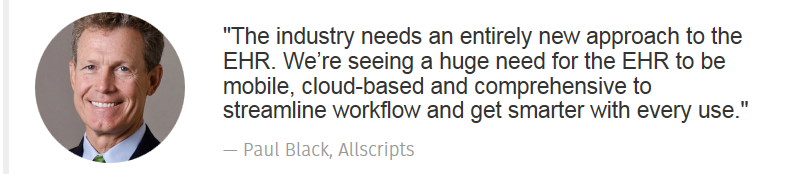 "The industry needs an entirely new approach to the
EHR. We’re seeing a huge need for the EHR to be
mobile, cloud-based and comprehensive to
streamline workflow and get smarter with every use."
— Paul Black, Allscripts